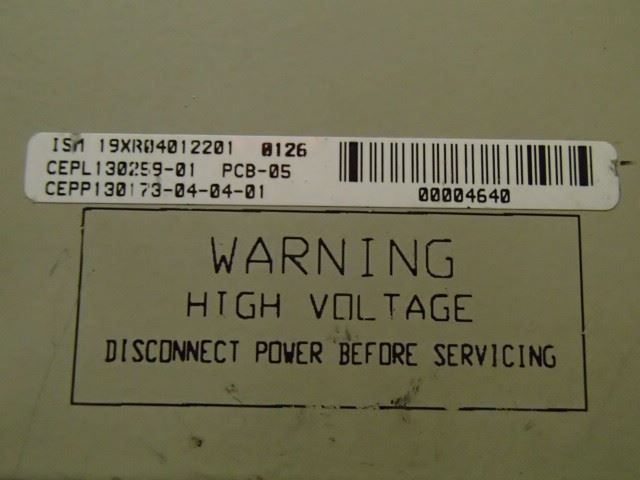 ISM 19XR04012201 0126
CEPL130259-01 PCB-05
CEPP130173-04-04-01
00004640
WARNING
HIGH VOLTAGE
DISCONNECT POWER BEFORE SERVICING